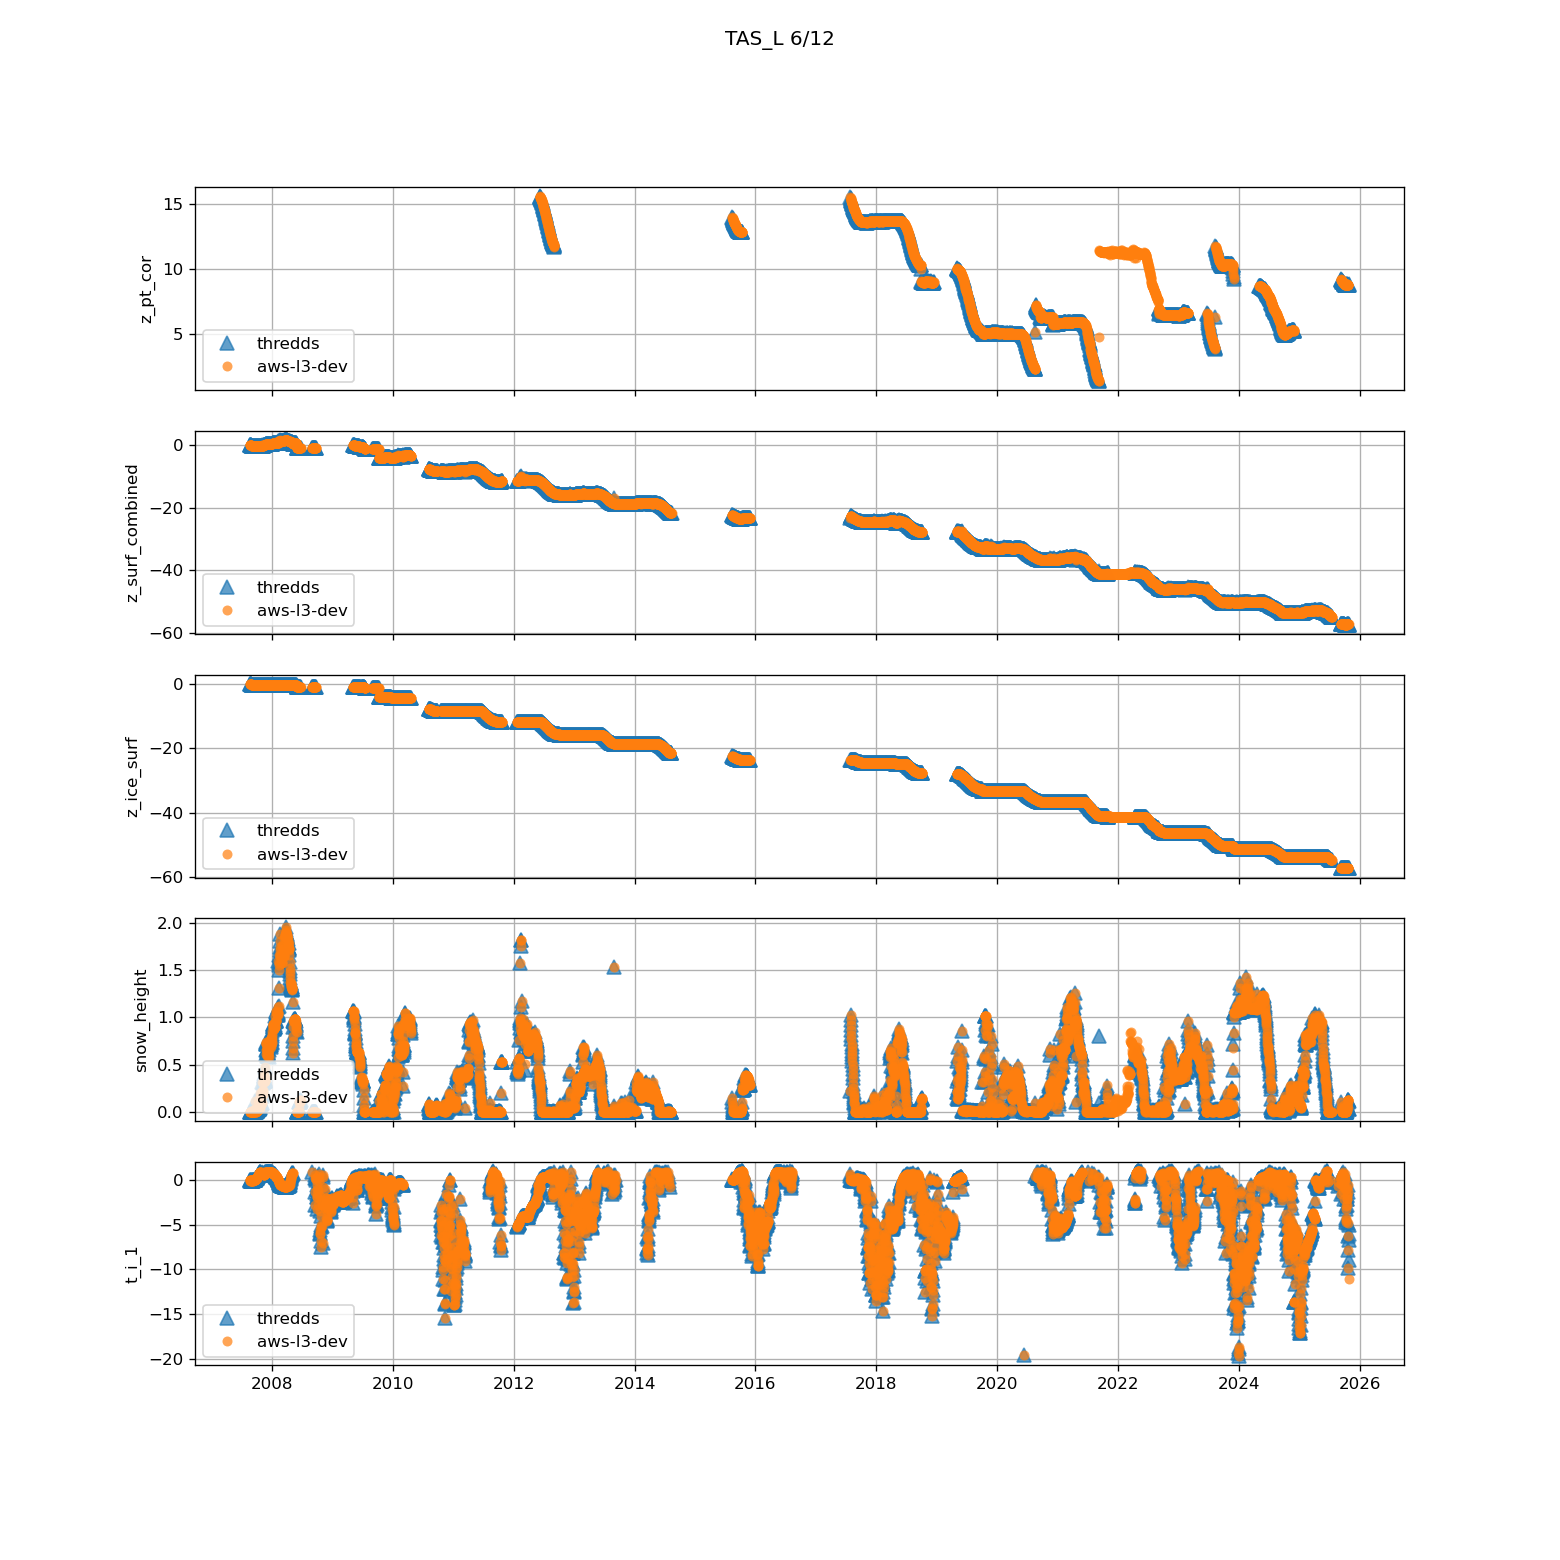 TAS_L 6/12
15
10
5
z_pt_cor
thredds
aws-l3-dev
0
−20
−40
−60
z_surf_combined
thredds
aws-l3-dev
0
−20
−40
−60
z_ice_surf
thredds
aws-l3-dev
2.0
1.5
1.0
0.5
0.0
snow_height
thredds
aws-l3-dev
0
−5
−10
−15
−20
t_i_1
thredds
aws-l3-dev
2008 2010 2012 2014 2016 2018 2020 2022 2024 2026